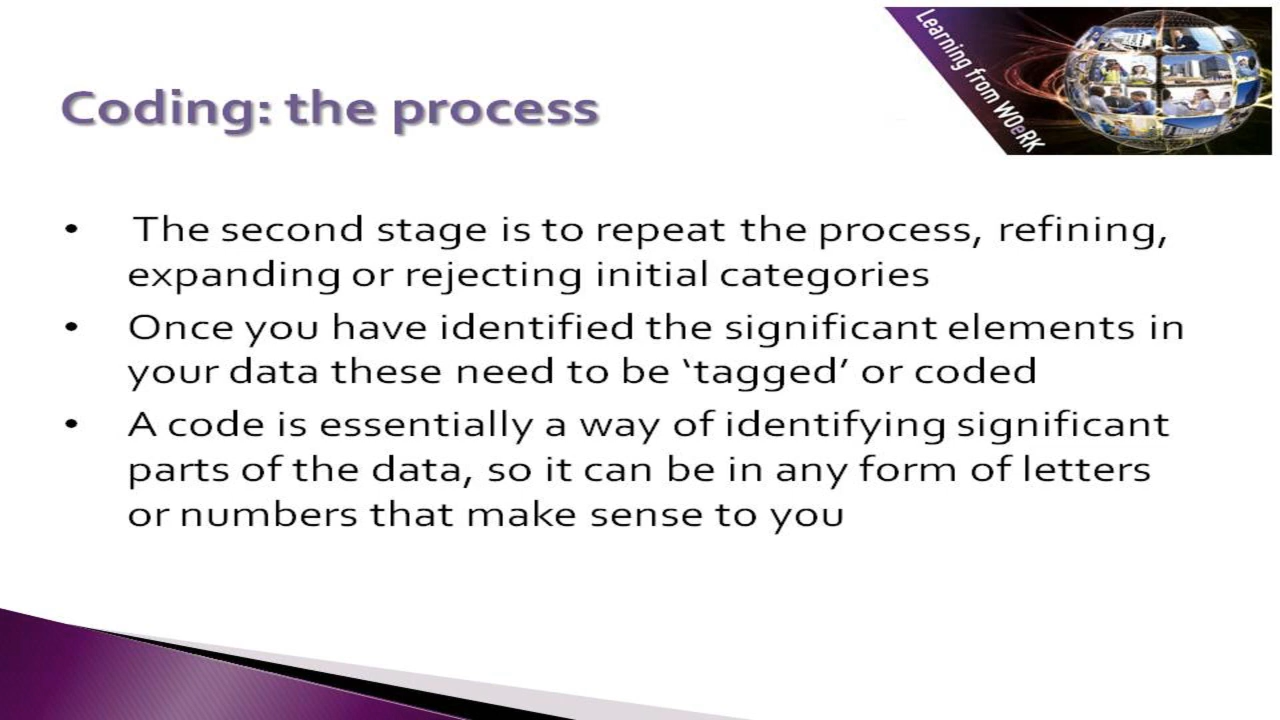 Learning from WOeRK
Coding: the process
• The second stage is to repeat the process, refining,
expanding or rejecting initial categories
• Once you have identified the significant elements in
your data these need to be ‘tagged’ or coded
• A code is essentially a way of identifying significant
parts of the data, so it can be in any form of letters
or numbers that make sense to you